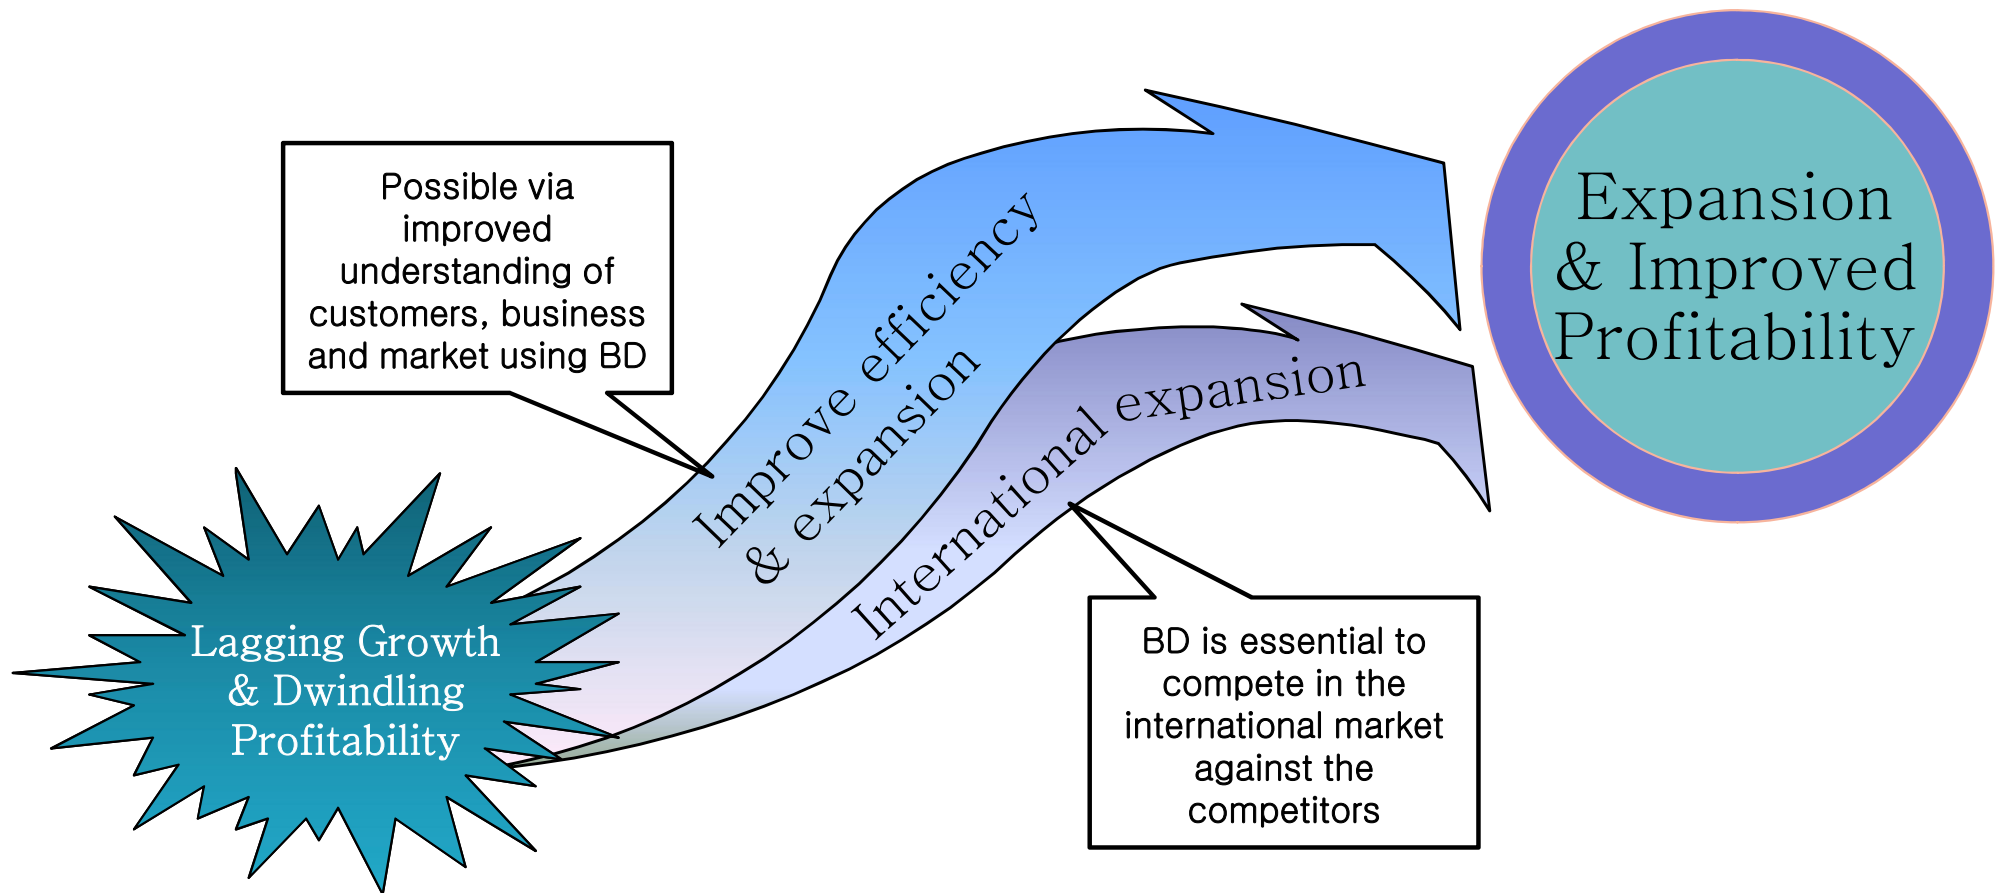 Possible via
improved
understanding of
customers, business
and market using BD
Improve efficiency
& expansion
International expansion
Expansion
& Improved
Profitability
Lagging Growth
& Dwindling
Profitability
BD is essential to
compete in the
international market
against the
competitors